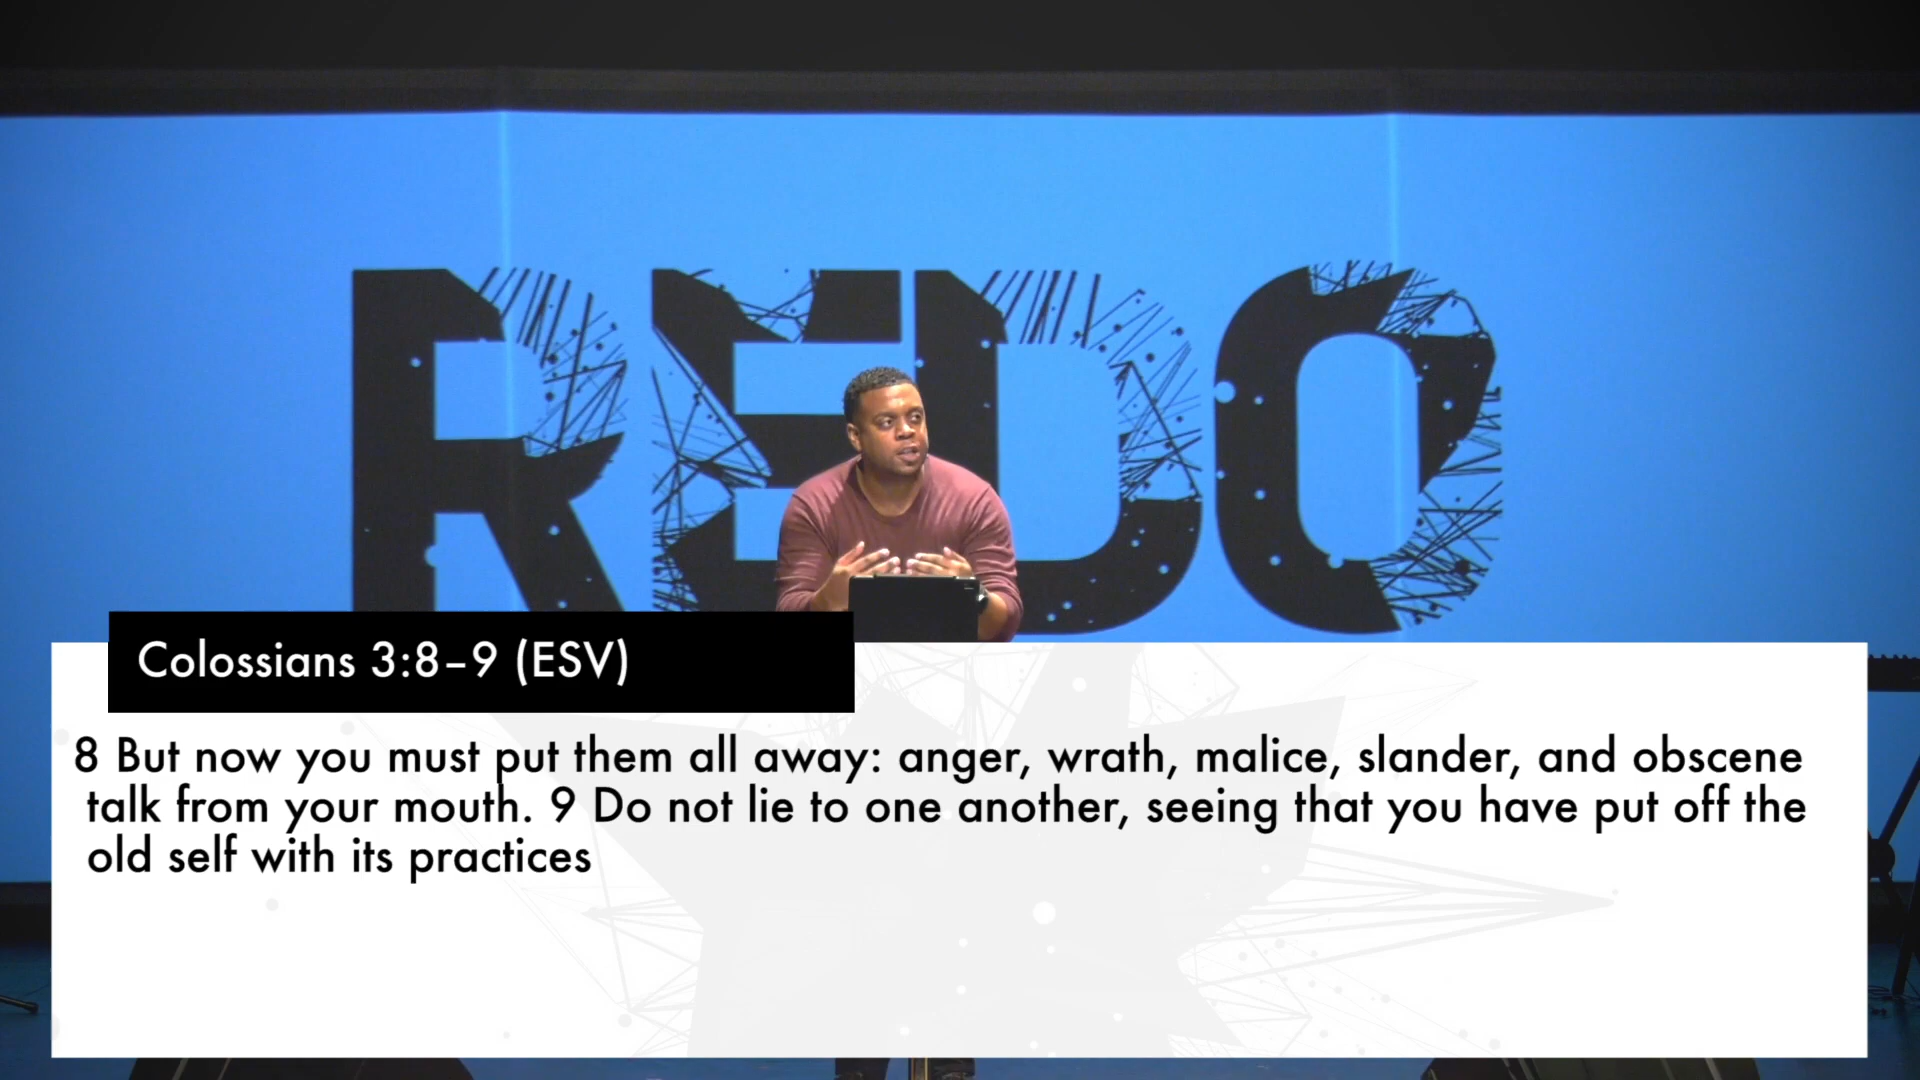 REDO
Colossians 3:8–9 (ESV)
8 But now you must put them all away: anger, wrath, malice, slander, and obscene
talk from your mouth. 9 Do not lie to one another, seeing that you have put off the
old self with its practices